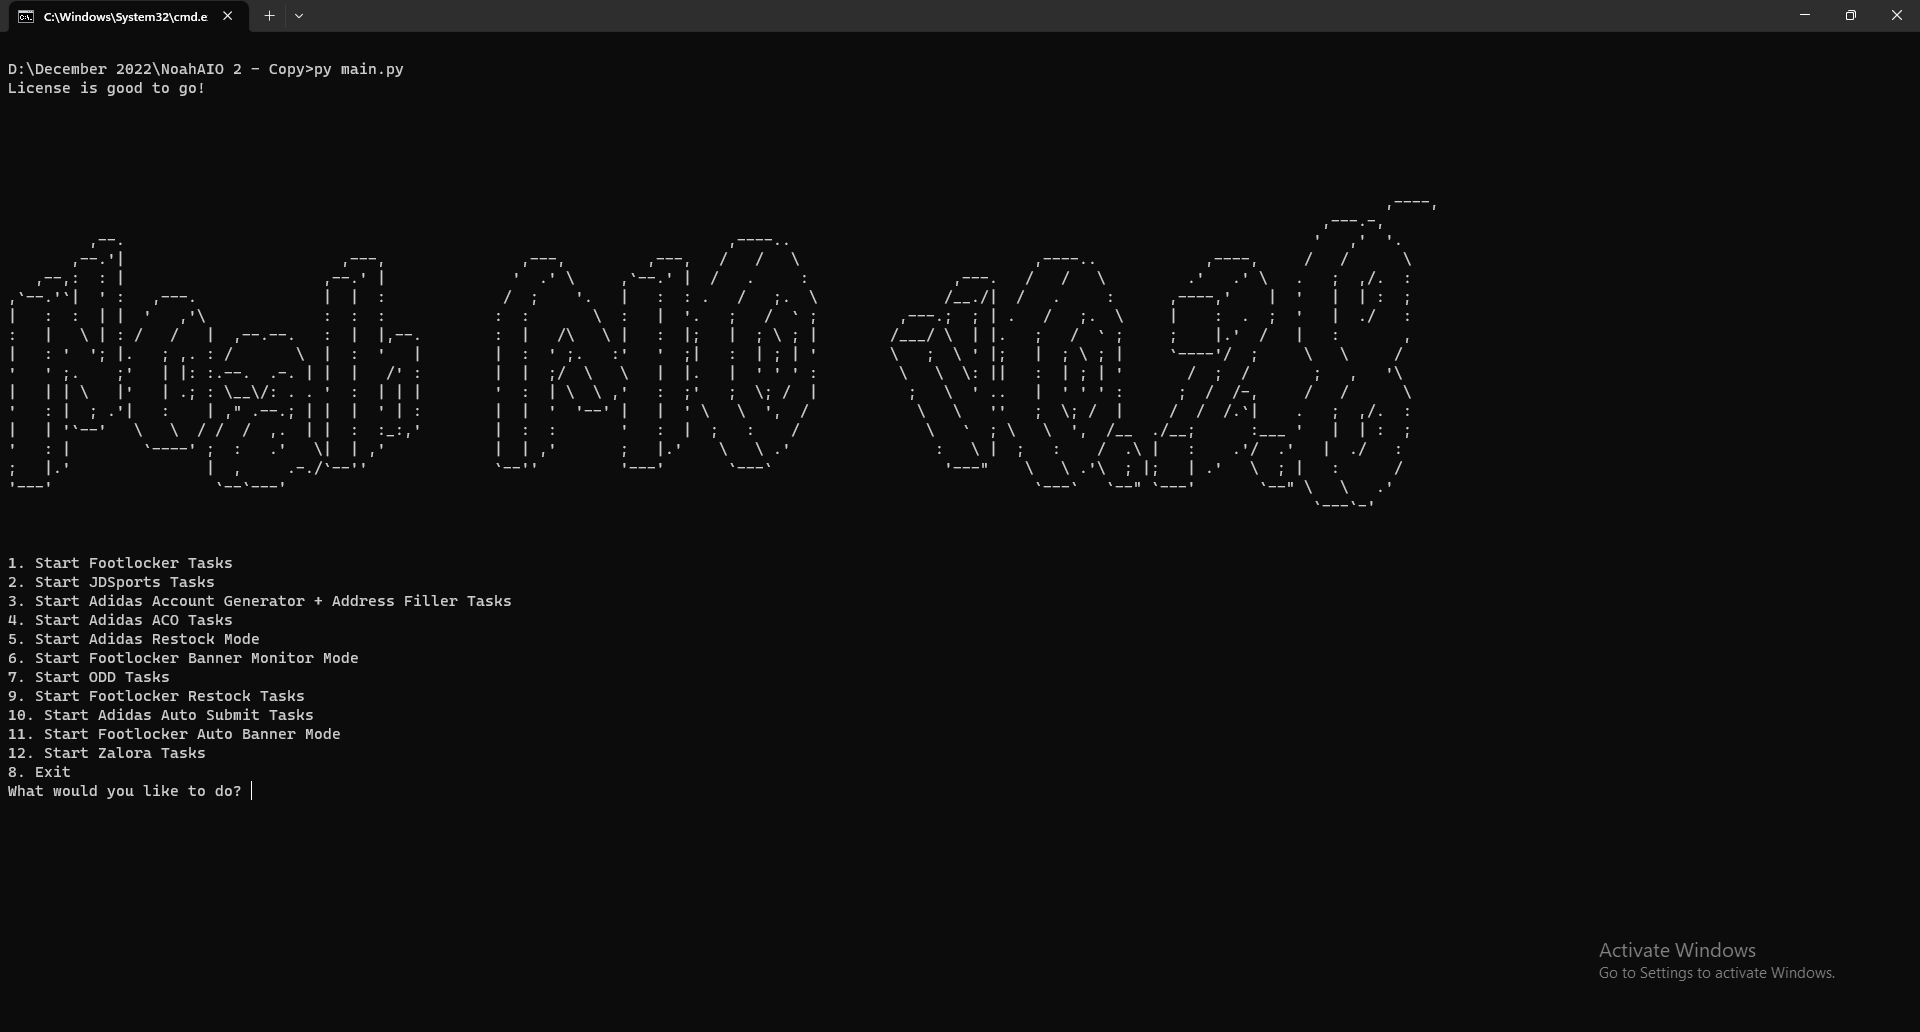 C:\Windows\System32\cmd.e
D:\December 2022\NoahAIO 2 - Copy>py main.py
License is good to go!
Noah AIO v0.2.8
1. Start Footlocker Tasks
2. Start JDSports Tasks
3. Start Adidas Account Generator + Address Filler Tasks
4. Start Adidas ACO Tasks
5. Start Adidas Restock Mode
6. Start Footlocker Banner Monitor Mode
7. Start ODD Tasks
9. Start Footlocker Restock Tasks
10. Start Adidas Auto Submit Tasks
11. Start Footlocker Auto Banner Mode
12. Start Zalora Tasks
8. Exit
What would you like to do?
Activate Windows
Go to Settings to activate Windows.